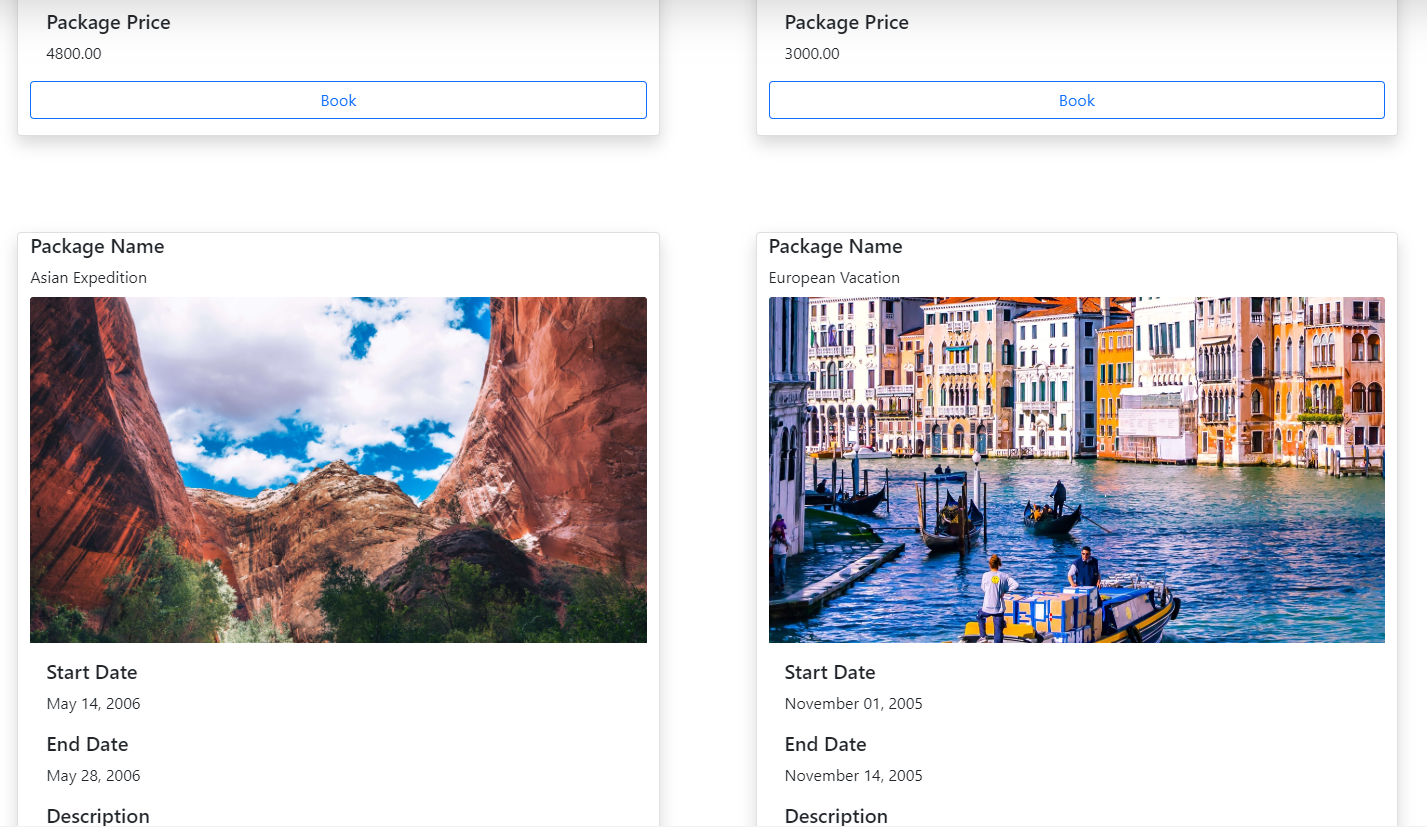 Package Price
4800.00
Book
Package Price
3000.00
Book
Package Name
Asian Expedition
Start Date
May 14, 2006
End Date
May 28, 2006
Description
Package Name
European Vacation
Start Date
November 01, 2005
End Date
November 14, 2005
Description